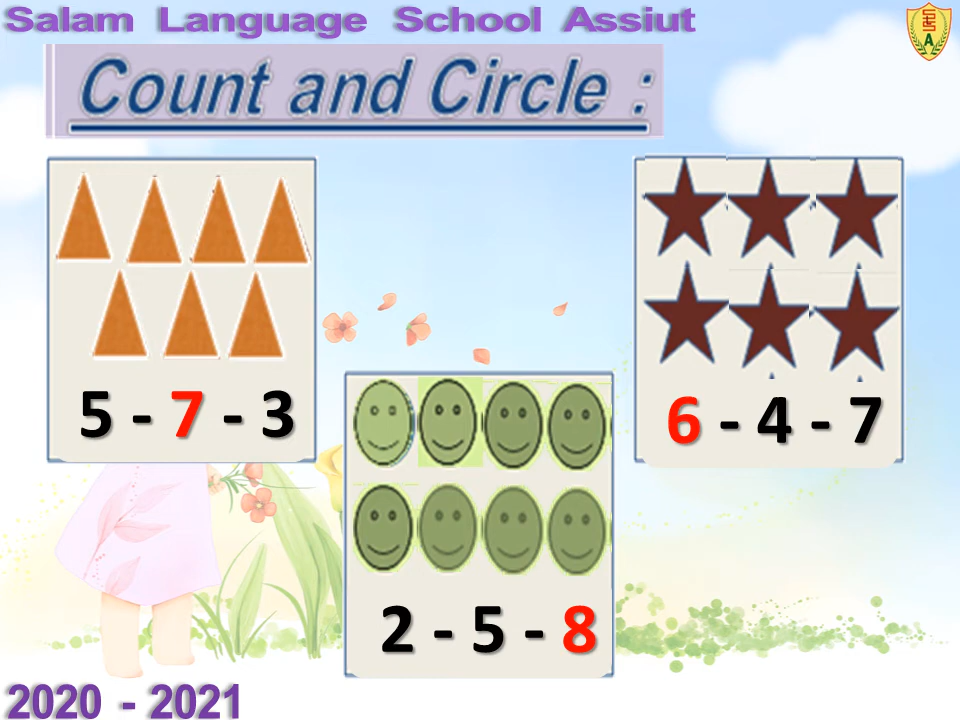 Salam Language School Assiut
Count and Circle :
5 - 7 - 3
6 - 4 - 7
2 - 5 - 8
2020 - 2021